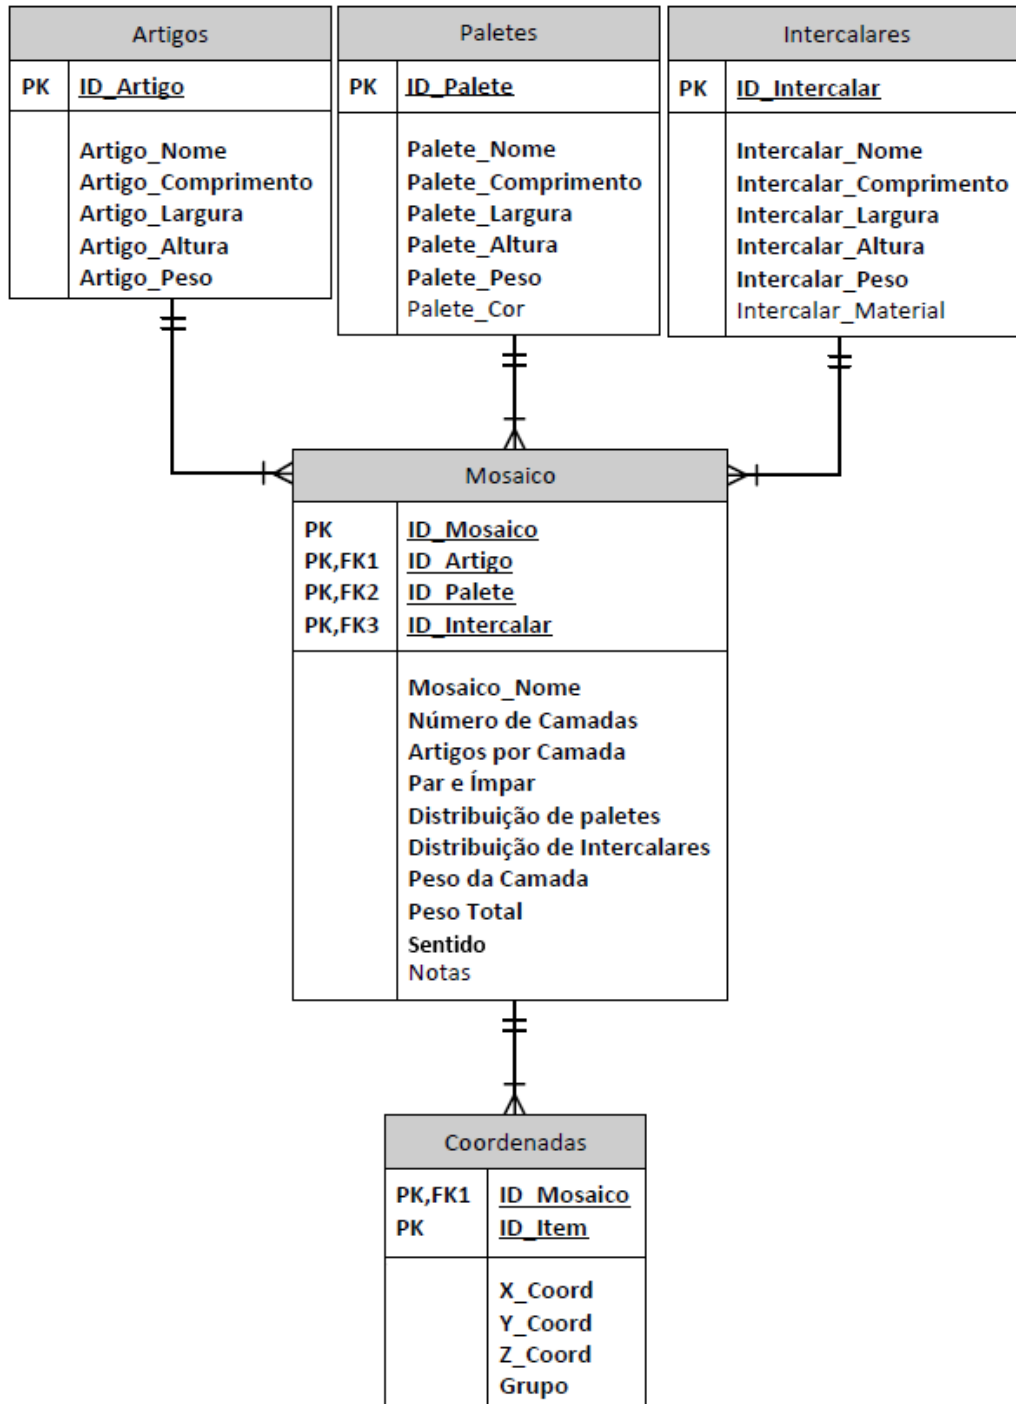 Artigos
PK ID_Artigo
Artigo_Nome
Artigo_Comprimento
Artigo_Largura
Artigo_Altura
Artigo_Peso
Paletes
PK ID_Palete
Palete_Nome
Palete_Comprimento
Palete_Largura
Palete_Altura
Palete_Peso
Palete_Cor
Intercalares
PK ID_Intercalar
Intercalar_Nome
Intercalar_Comprimento
Intercalar_Largura
Intercalar_Altura
Intercalar_Peso
Intercalar_Material
Mosaico
PK ID_Mosaico
PK,FK1 ID_Artigo
PK,FK2 ID_Palete
PK,FK3 ID_Intercalar
Mosaico_Nome
Número de Camadas
Artigos por Camada
Par e Ímpar
Distribuição de paletes
Distribuição de Intercalares
Peso da Camada
Peso Total
Sentido
Notas
Coordenadas
PK,FK1 ID_Mosaico
PK ID_Item
X_Coord
Y_Coord
Z_Coord
Grupo